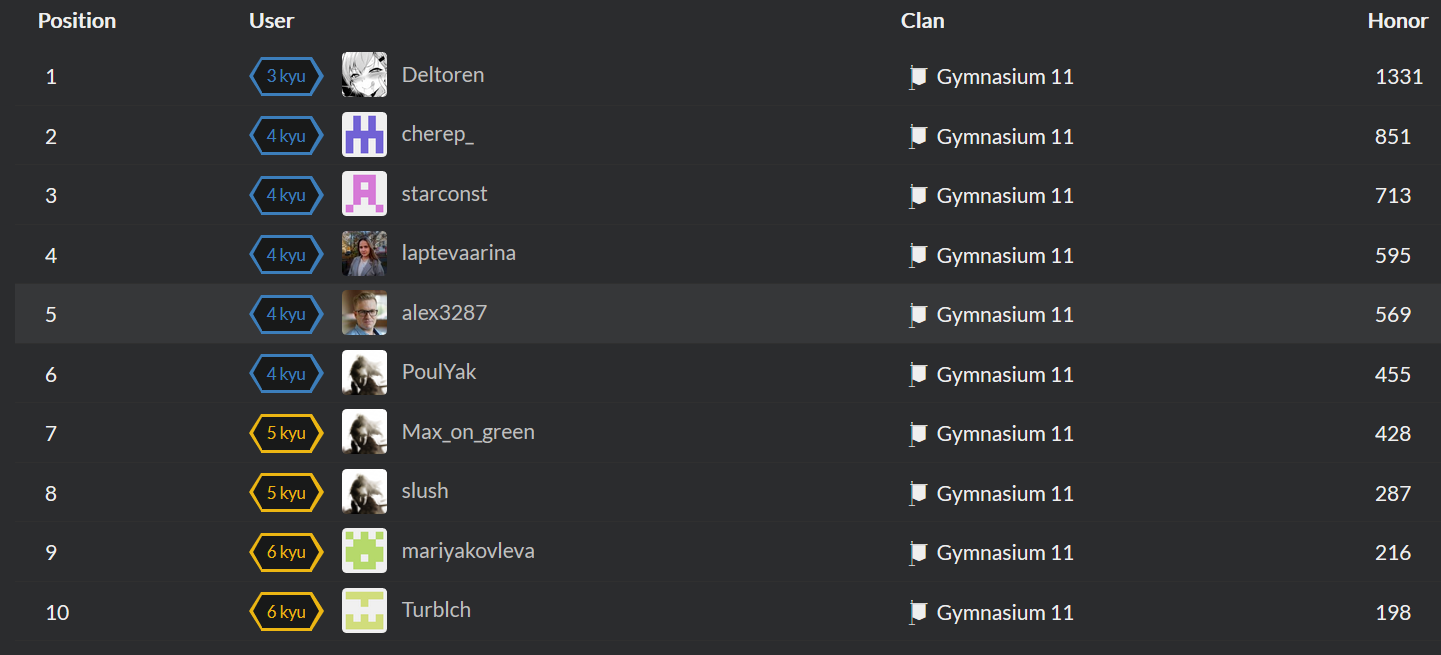 Position User Clan Honor
1 3 kyu Deltoren Gymnasium 11 1331
2 4 kyu cherep_ Gymnasium 11 851
3 4 kyu starconst Gymnasium 11 713
4 4 kyu laptevaarina Gymnasium 11 595
5 4 kyu alex3287 Gymnasium 11 569
6 4 kyu PoulYak Gymnasium 11 455
7 5 kyu Max_on_green Gymnasium 11 428
8 5 kyu slush Gymnasium 11 287
9 6 kyu mariyakovleva Gymnasium 11 216
10 6 kyu Turblch Gymnasium 11 198